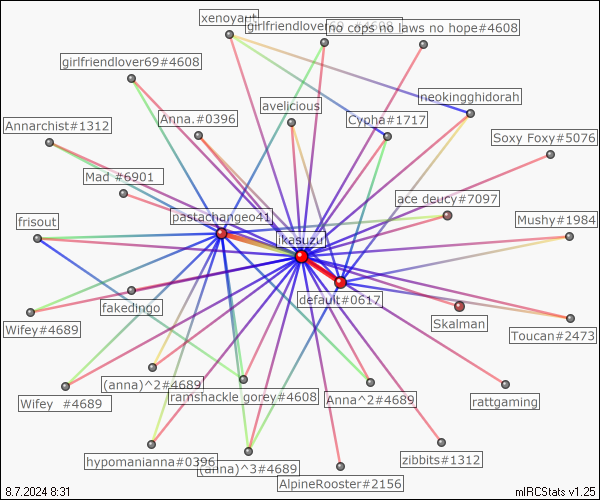 xenoyaut
girlfriendlover69
no cops no laws no hope#4608
girlfriendlover69#4608
neokingghidorah
avelicious
Annarchist#1312
Anna.#0396
Cypha#1717
Soxy Foxy#5076
Mad #6901
ace deucy#7097
pastachangeo41
frisout
Mushy#1984
ikasuzu
default#0617
fakedingo
Skalman
Wifey#4689
Toucan#2473
(anna)^2#4689
ramshackle gorey#4608
Anna^2#4689
rattgaming
Wifey #4689
hypomanianna#0396
(anna)^3#4689
zibbits#1312
AlpineRooster#2156
8.7.2024 8:31
mIRCStats v1.25